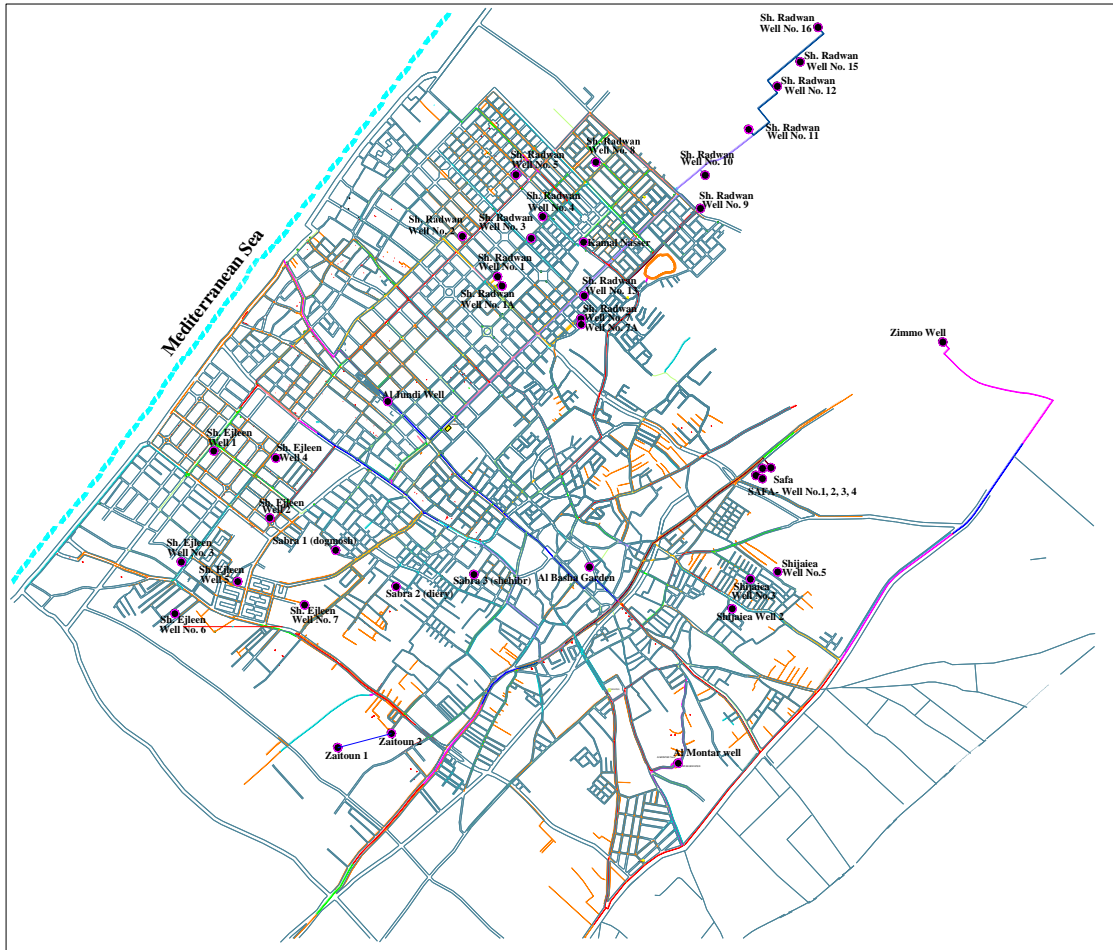 Sh. Radwan
Well No. 16
Sh. Radwan
Well No. 15
Sh. Radwan
Well No. 12
Sh. Radwan
Well No. 11
Sh. Radwan
Well No. 8
Sh. Radwan
Well No. 5
Sh. Radwan
Well No. 10
Sh. Radwan
Well No. 9
Sh. Radwan
Well No. 4
Sh. Radwan
Well No. 3
Sh. Radwan
Well No. 2
Kamal Nasser
Sh. Radwan
Well No. 1
Sh. Radwan
Well No. 1A
Sh. Radwan
Well No. 13
Sh. Radwan
Well No. 7
Well No. 7A
Mediterranean Sea
Zimmo Well
Al Jundi Well
Sh. Ejleen
Well 1
Sh. Ejleen
Well 4
Safa
SAFA- Well No.1, 2, 3, 4
Sh. Ejleen
Well 2
Sabra 1 (dogmosh)
Sh. Ejleen
Well No. 3
Sh. Ejleen
Well 5
Sabra 3 (shehibr)
Sabra 2 (diery)
Al Basha Garden
Shijaiea
Well No.5
Shijaiea
Well No.3
Shijaiea Well 2
Sh. Ejleen
Well No. 7
Sh. Ejleen
Well No. 6
Zaitoun 2
Zaitoun 1
Al Montar well